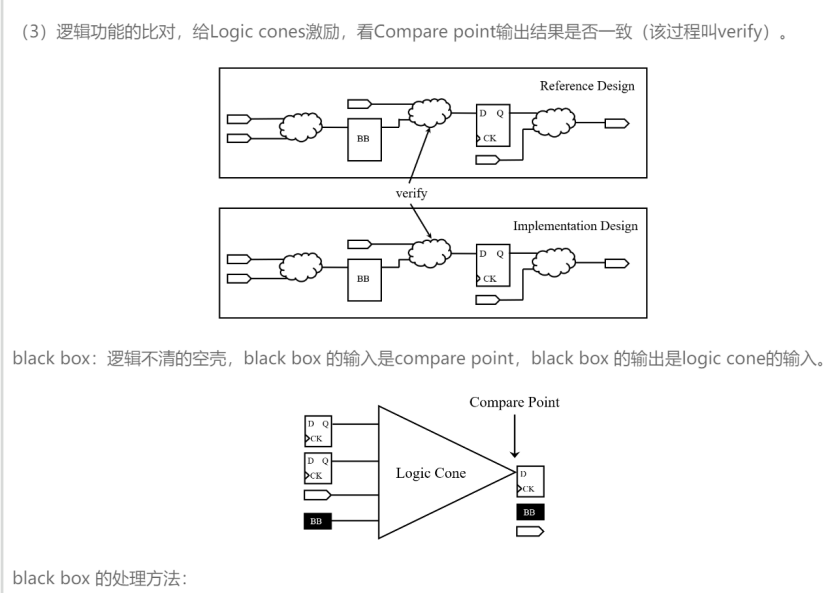 （3）逻辑功能的比对，给Logic cones激励，看Compare point输出结果是否一致（该过程叫verify）。
Reference Design
D Q
BB
CK
verify
Implementation Design
D Q
BB
CK
black box：逻辑不清的空壳，black box 的输入是compare point，black box 的输出是logic cone的输入。
Compare Point
D Q
CK
D Q
CK
Logic Cone
D
CK
BB
BB
black box 的处理方法：